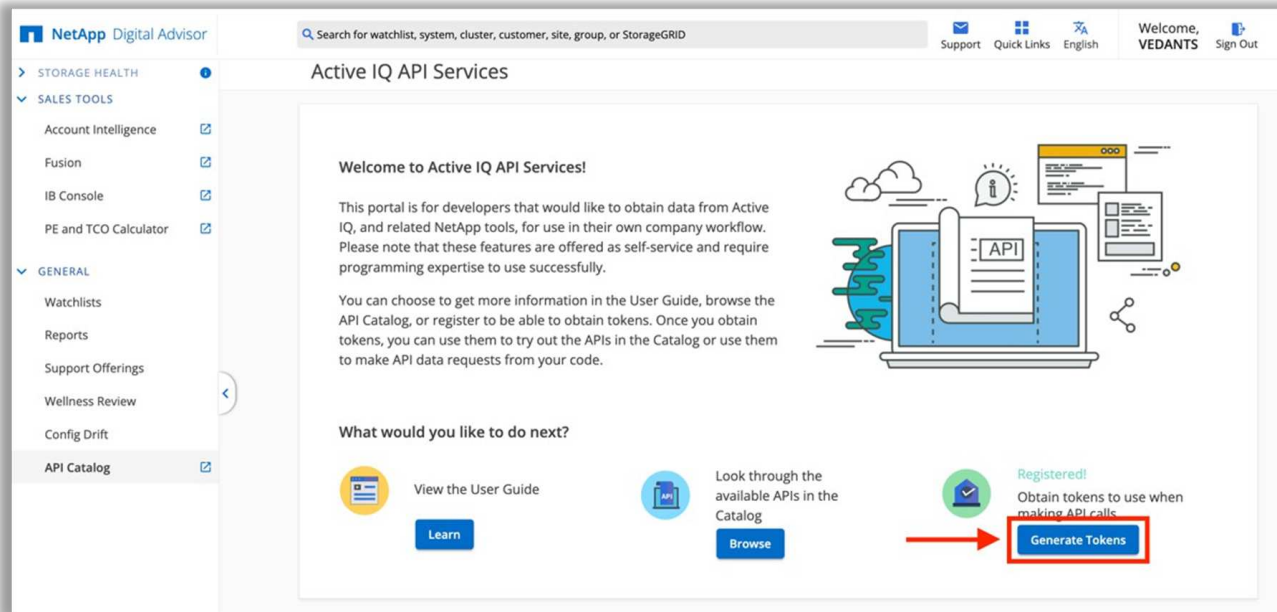 NetApp Digital Advisor
Search for watchlist, system, cluster, customer, site, group, or StorageGRID
Support
Quick Links
English
Welcome,
VEDANTS
Sign Out
STORAGE HEALTH
SALES TOOLS
Account Intelligence
Fusion
IB Console
PE and TCO Calculator
GENERAL
Watchlists
Reports
Support Offerings
Wellness Review
Config Drift
API Catalog
Active IQ API Services
Welcome to Active IQ API Services!
This portal is for developers that would like to obtain data from Active
IQ, and related NetApp tools, for use in their own company workflow.
Please note that these features are offered as self-service and require
programming expertise to use successfully.
You can choose to get more information in the User Guide, browse the
API Catalog, or register to be able to obtain tokens. Once you obtain
tokens, you can use them to try out the APIs in the Catalog or use them
to make API data requests from your code.
API
What would you like to do next?
View the User Guide
Learn
API
Look through the
available APIs in the
Catalog
Browse
Registered!
Obtain tokens to use when
making API calls
Generate Tokens